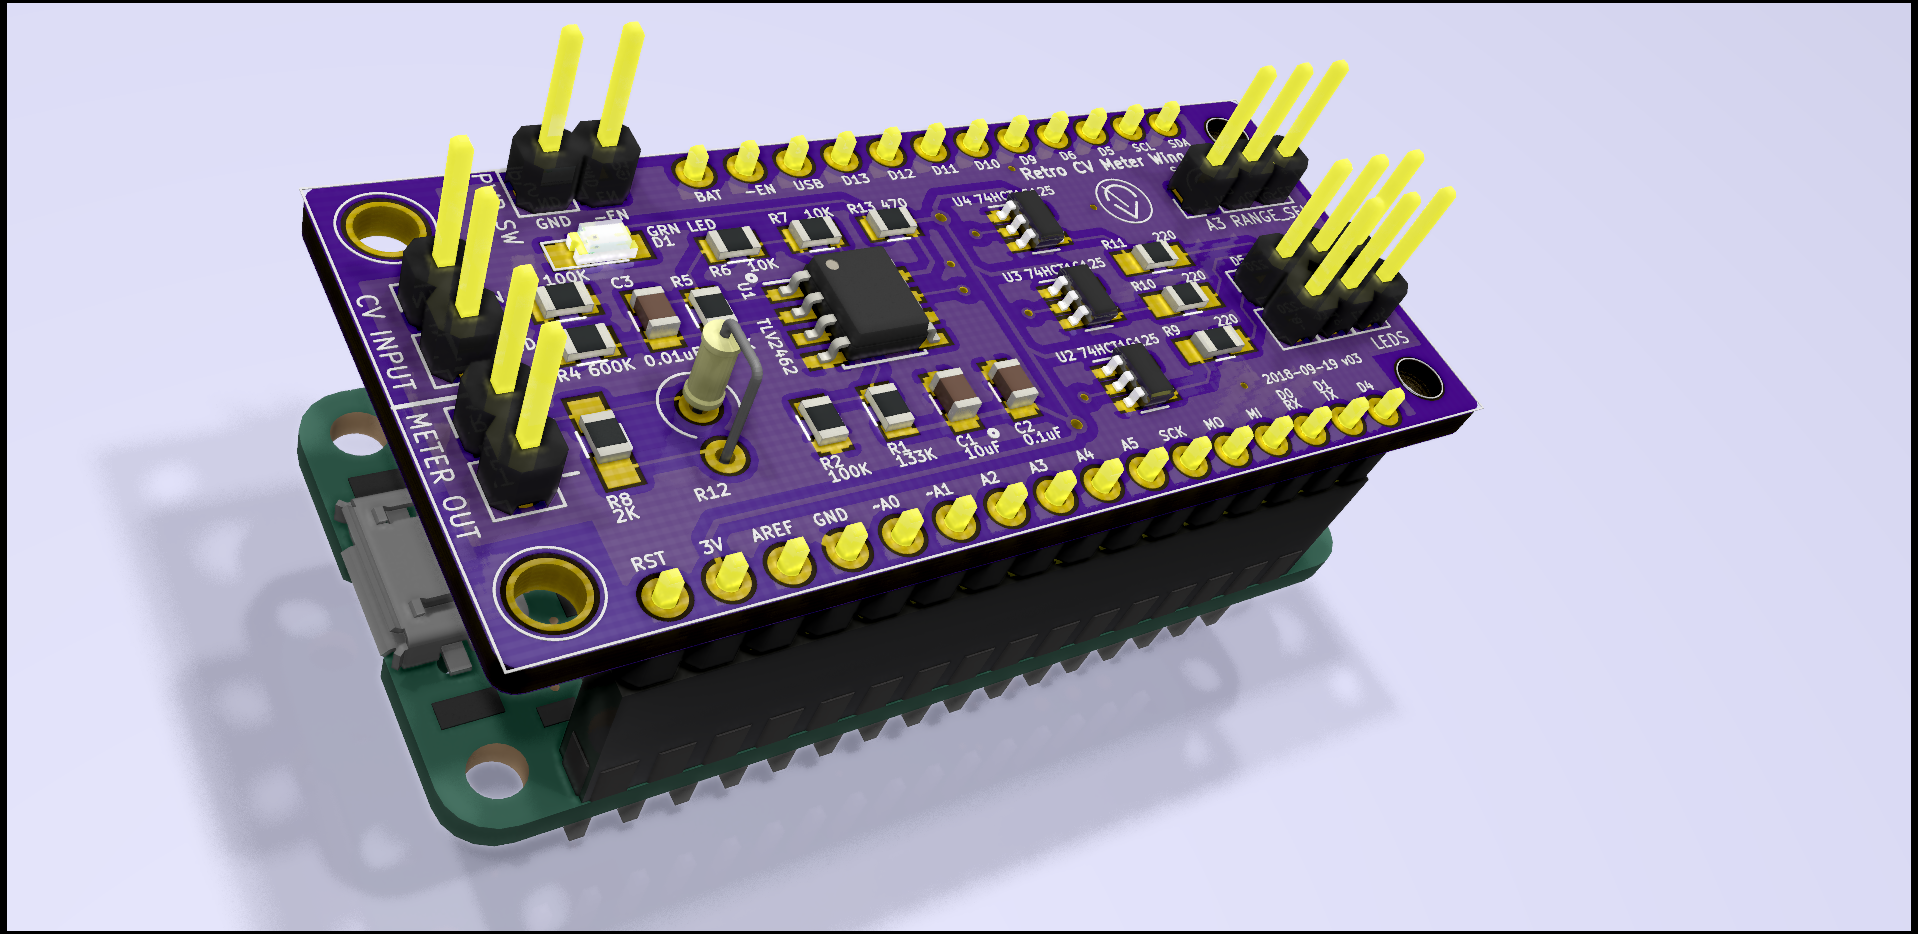 GND
~EN
BAT
~EN
USB
D13
D12
D11
D10
D9
D6
D5
SCL
SDA
Retro CV Meter Wing
SW
GRN LED
D1
R7
10K
R13 470
U4 74HCT1G125
A3 RANGE_SEL
CV INPUT
100K
C3
R5
R6
10K
U1
TLV2462
U3 74HCT1G125
R11
220
R10
220
R4 600K
0.01uF
U2 74HCT1G125
R9
220
LEDS
2018-09-19 v03
METER OUT
R8
2K
R12
R2
100K
R1
133K
C1
10uF
C2
0.1uF
RST
3V
AREF
GND
~A0
~A1
A2
A3
A4
A5
SCK
MO
MI
D0
RX
D1
TX
D4